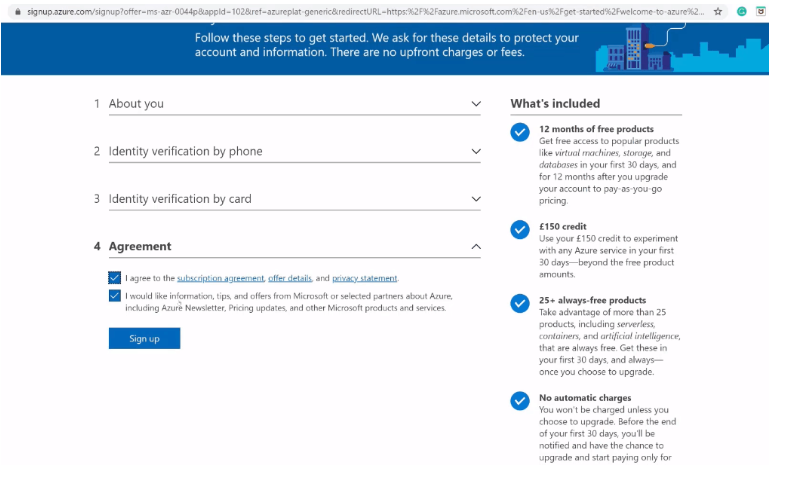 signup.azure.com/signup?offer=ms-azr-0044p&appId=102&ref=azureplat-generic&redirectURL=https:%2F%2Fazure.microsoft.com%2Fen-us%2Fget-started%2Fwelcome-to-azure%2...
Follow these steps to get started. We ask for these details to protect your
account and information. There are no upfront charges or fees.
1 About you
2 Identity verification by phone
3 Identity verification by card
4 Agreement
I agree to the subscription agreement, offer details, and privacy statement.
I would like information, tips, and offers from Microsoft or selected partners about Azure,
including Azure Newsletter, Pricing updates, and other Microsoft products and services.
Sign up
What's included
12 months of free products
Get free access to popular products
like virtual machines, storage, and
databases in your first 30 days, and
for 12 months after you upgrade
your account to pay-as-you-go
pricing.
£150 credit
Use your £150 credit to experiment
with any Azure service in your first
30 days—beyond the free product
amounts.
25+ always-free products
Take advantage of more than 25
products, including serverless,
containers, and artificial intelligence,
that are always free. Get these in
your first 30 days, and always—
once you choose to upgrade.
No automatic charges
You won't be charged unless you
choose to upgrade. Before the end
of your first 30 days, you'll be
notified and have the chance to
upgrade and start paying only for